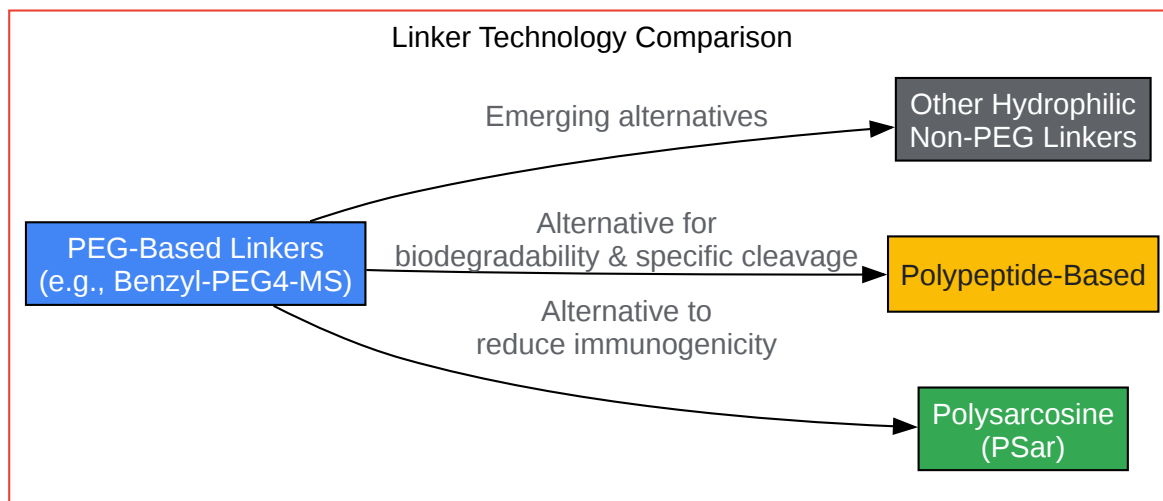 Linker Technology Comparison
Emerging alternatives
Other Hydrophilic
Non-PEG Linkers
PEG-Based Linkers
(e.g., Benzyl-PEG4-MS)
Alternative for
biodegradability & specific cleavage
Polypeptide-Based
Alternative to
reduce immunogenicity
Polysarcosine
(PSar)